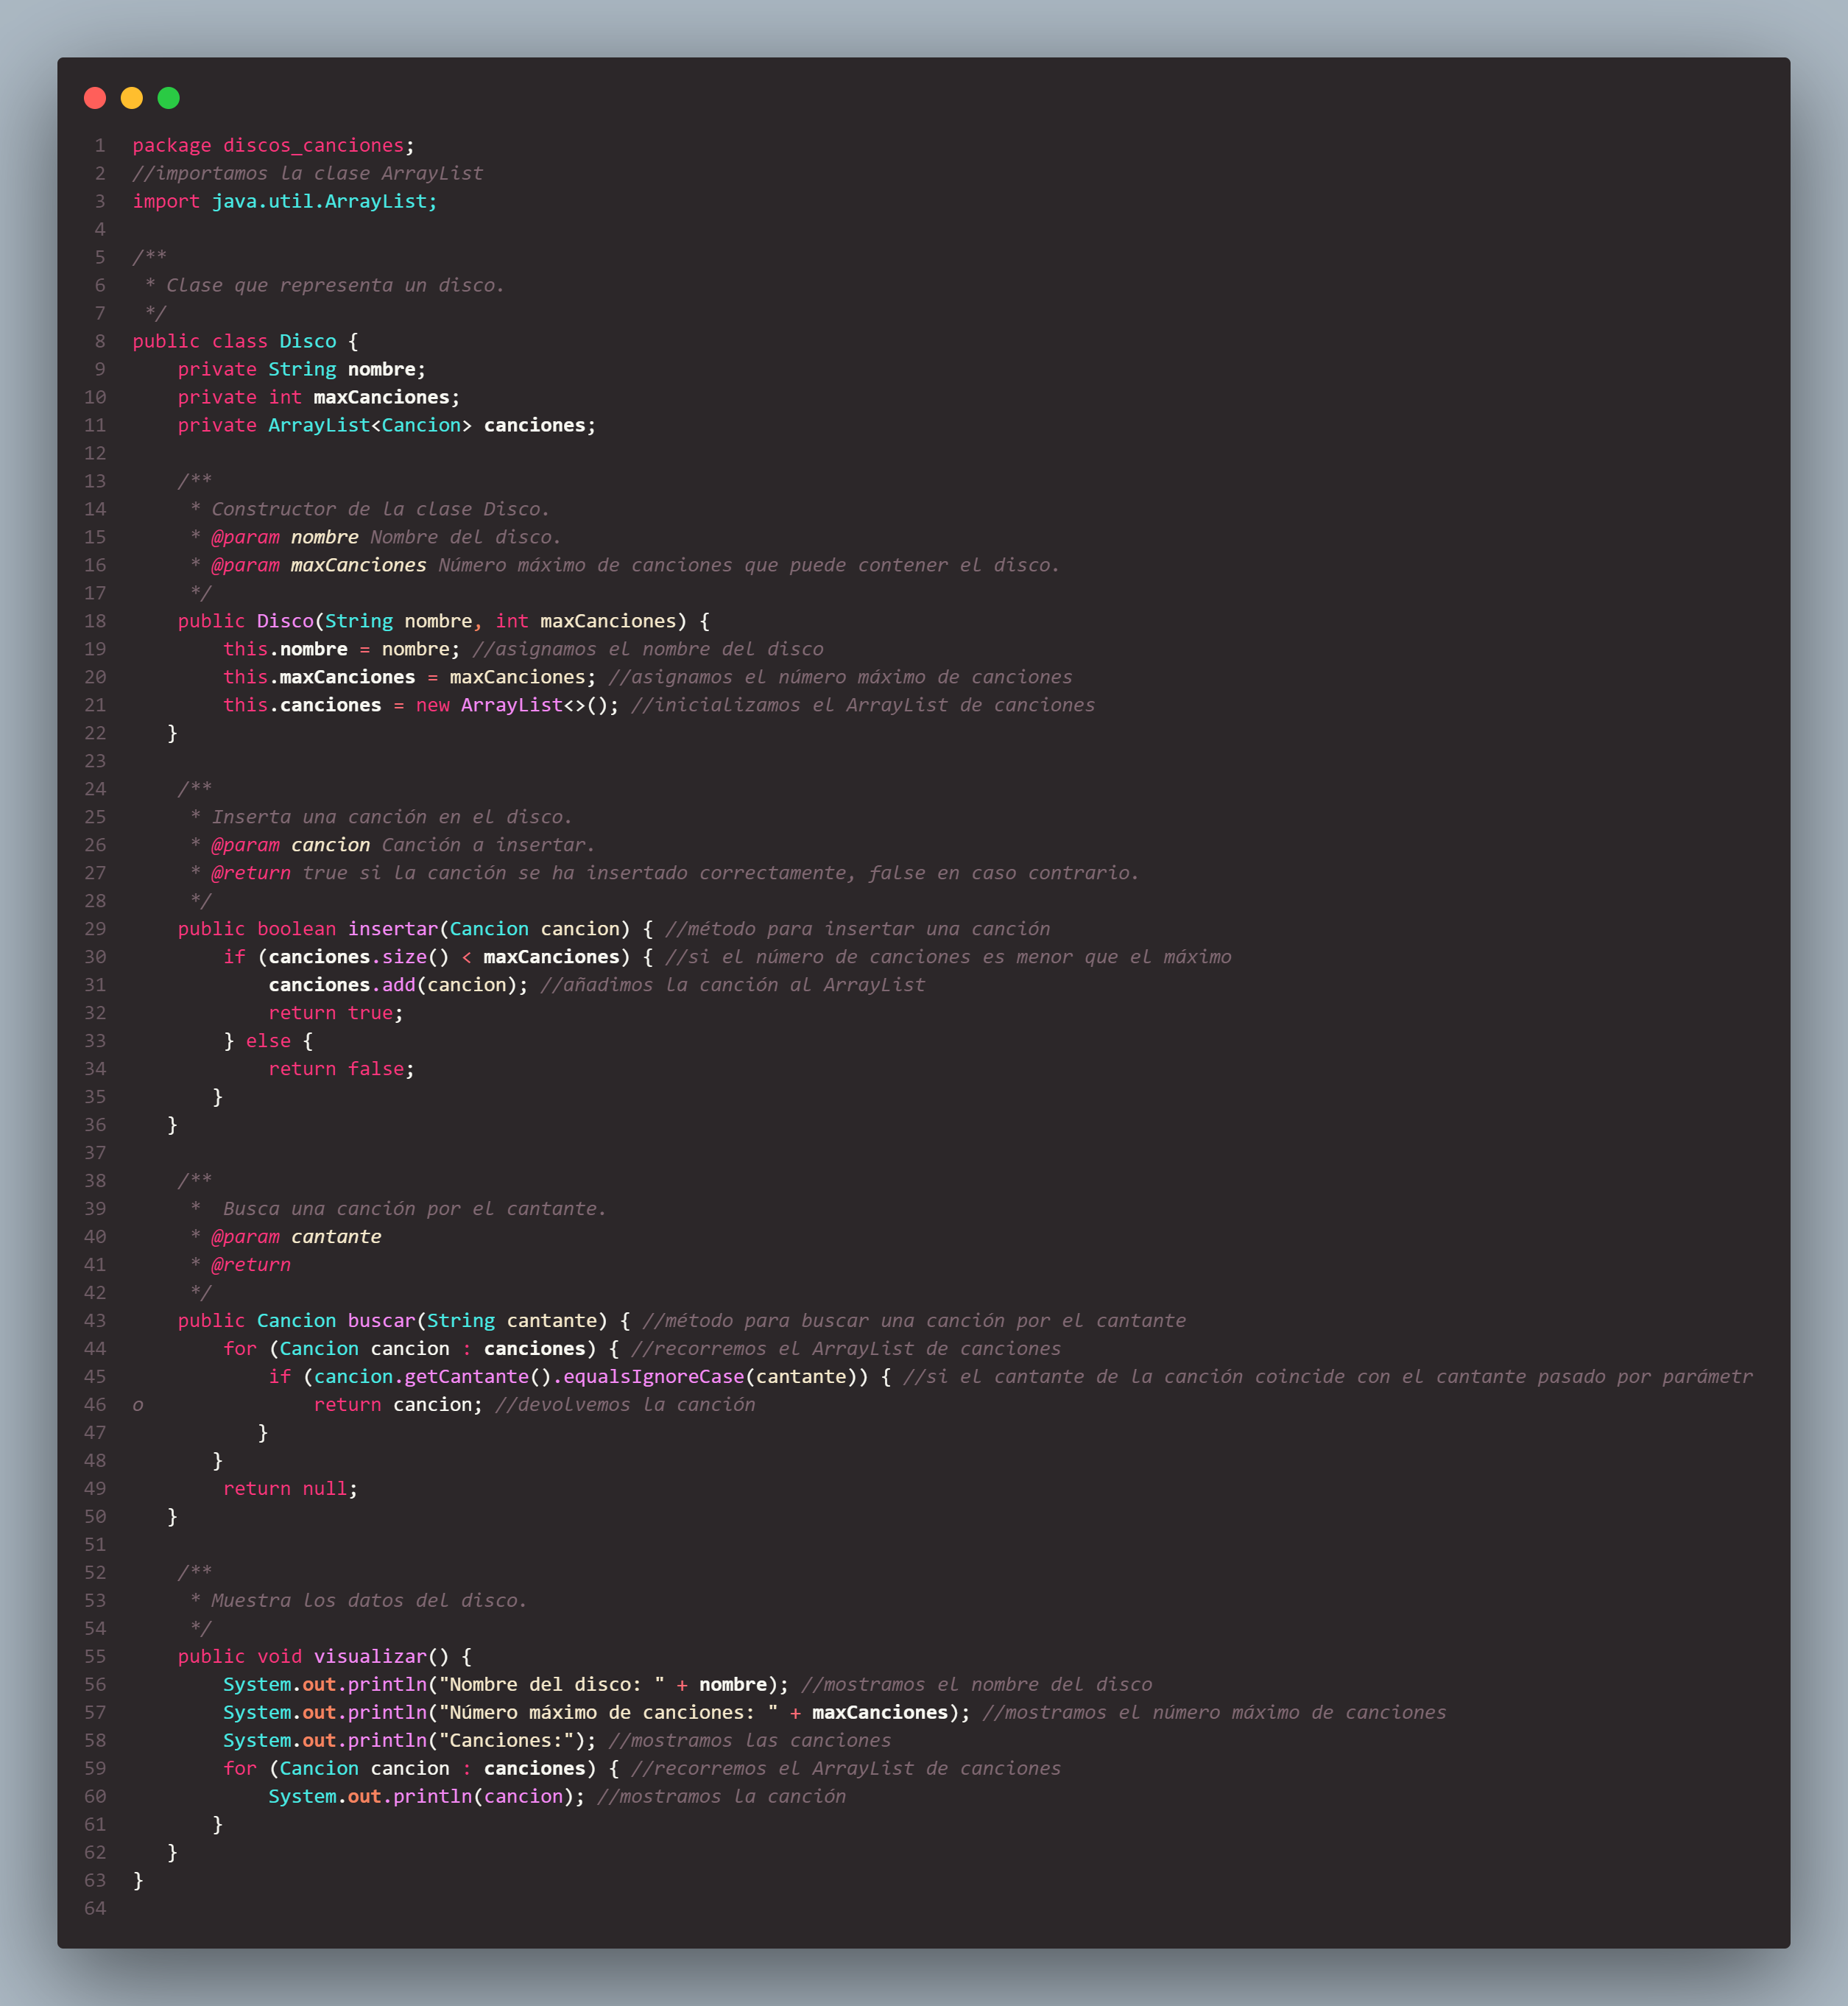 1 package discos_canciones;
2 //importamos la clase ArrayList
3 import java.util.ArrayList;
4
5 /**
6  * Clase que representa un disco.
7  */
8 public class Disco {
9     private String nombre;
10     private int maxCanciones;
11     private ArrayList<Cancion> canciones;
12
13     /**
14      * Constructor de la clase Disco.
15      * @param nombre Nombre del disco.
16      * @param maxCanciones Número máximo de canciones que puede contener el disco.
17      */
18     public Disco(String nombre, int maxCanciones) {
19         this.nombre = nombre; //asignamos el nombre del disco
20         this.maxCanciones = maxCanciones; //asignamos el número máximo de canciones
21         this.canciones = new ArrayList<>(); //inicializamos el ArrayList de canciones
22    }
23
24     /**
25      * Inserta una canción en el disco.
26      * @param cancion Canción a insertar.
27      * @return true si la canción se ha insertado correctamente, false en caso contrario.
28      */
29     public boolean insertar(Cancion cancion) { //método para insertar una canción
30         if (canciones.size() < maxCanciones) { //si el número de canciones es menor que el máximo
31             canciones.add(cancion); //añadimos la canción al ArrayList
32             return true;
33         } else {
34             return false;
35        }
36    }
37
38     /**
39      *  Busca una canción por el cantante.
40      * @param cantante
41      * @return
42      */
43     public Cancion buscar(String cantante) { //método para buscar una canción por el cantante
44         for (Cancion cancion : canciones) { //recorremos el ArrayList de canciones
45             if (cancion.getCantante().equalsIgnoreCase(cantante)) { //si el cantante de la canción coincide con el cantante pasado por parámetr
46 o               return cancion; //devolvemos la canción
47            }
48        }
49         return null;
50    }
51
52     /**
53      * Muestra los datos del disco.
54      */
55     public void visualizar() {
56         System.out.println("Nombre del disco: " + nombre); //mostramos el nombre del disco
57         System.out.println("Número máximo de canciones: " + maxCanciones); //mostramos el número máximo de canciones
58         System.out.println("Canciones:"); //mostramos las canciones
59         for (Cancion cancion : canciones) { //recorremos el ArrayList de canciones
60             System.out.println(cancion); //mostramos la canción
61        }
62    }
63 }
64